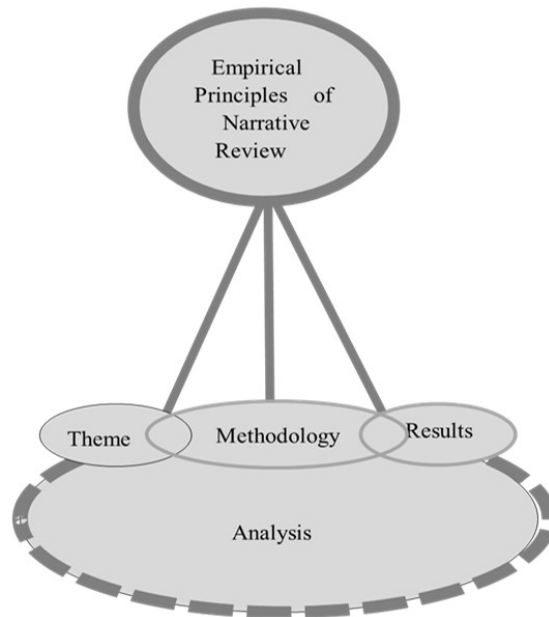 Empirical
Principles of
Narrative
Review
Theme
Methodology
Results
Analysis